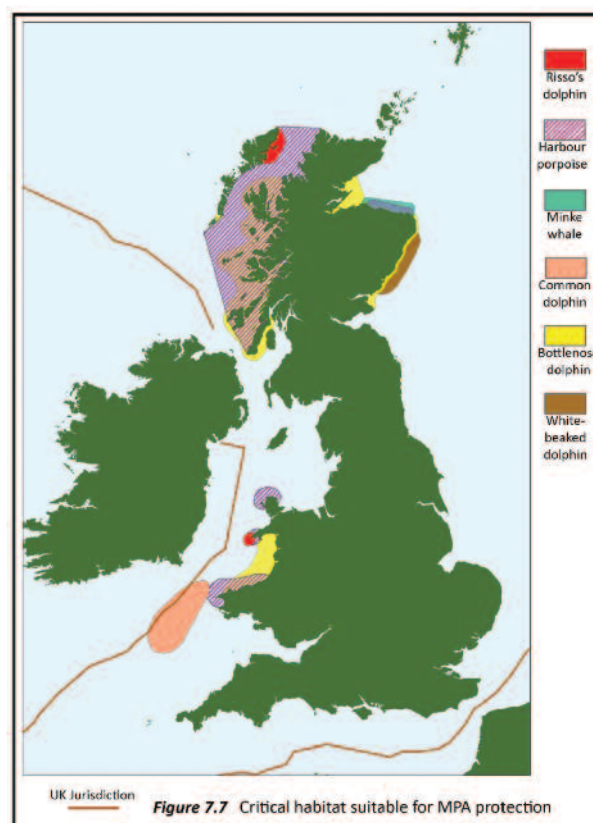 Risso's
dolphin
Harbour
porpoise
Minke
whale
Common
dolphin
Bottlenose
dolphin
White-
beaked
dolphin
UK Jurisdiction
Figure 7.7 Critical habitat suitable for MPA protection